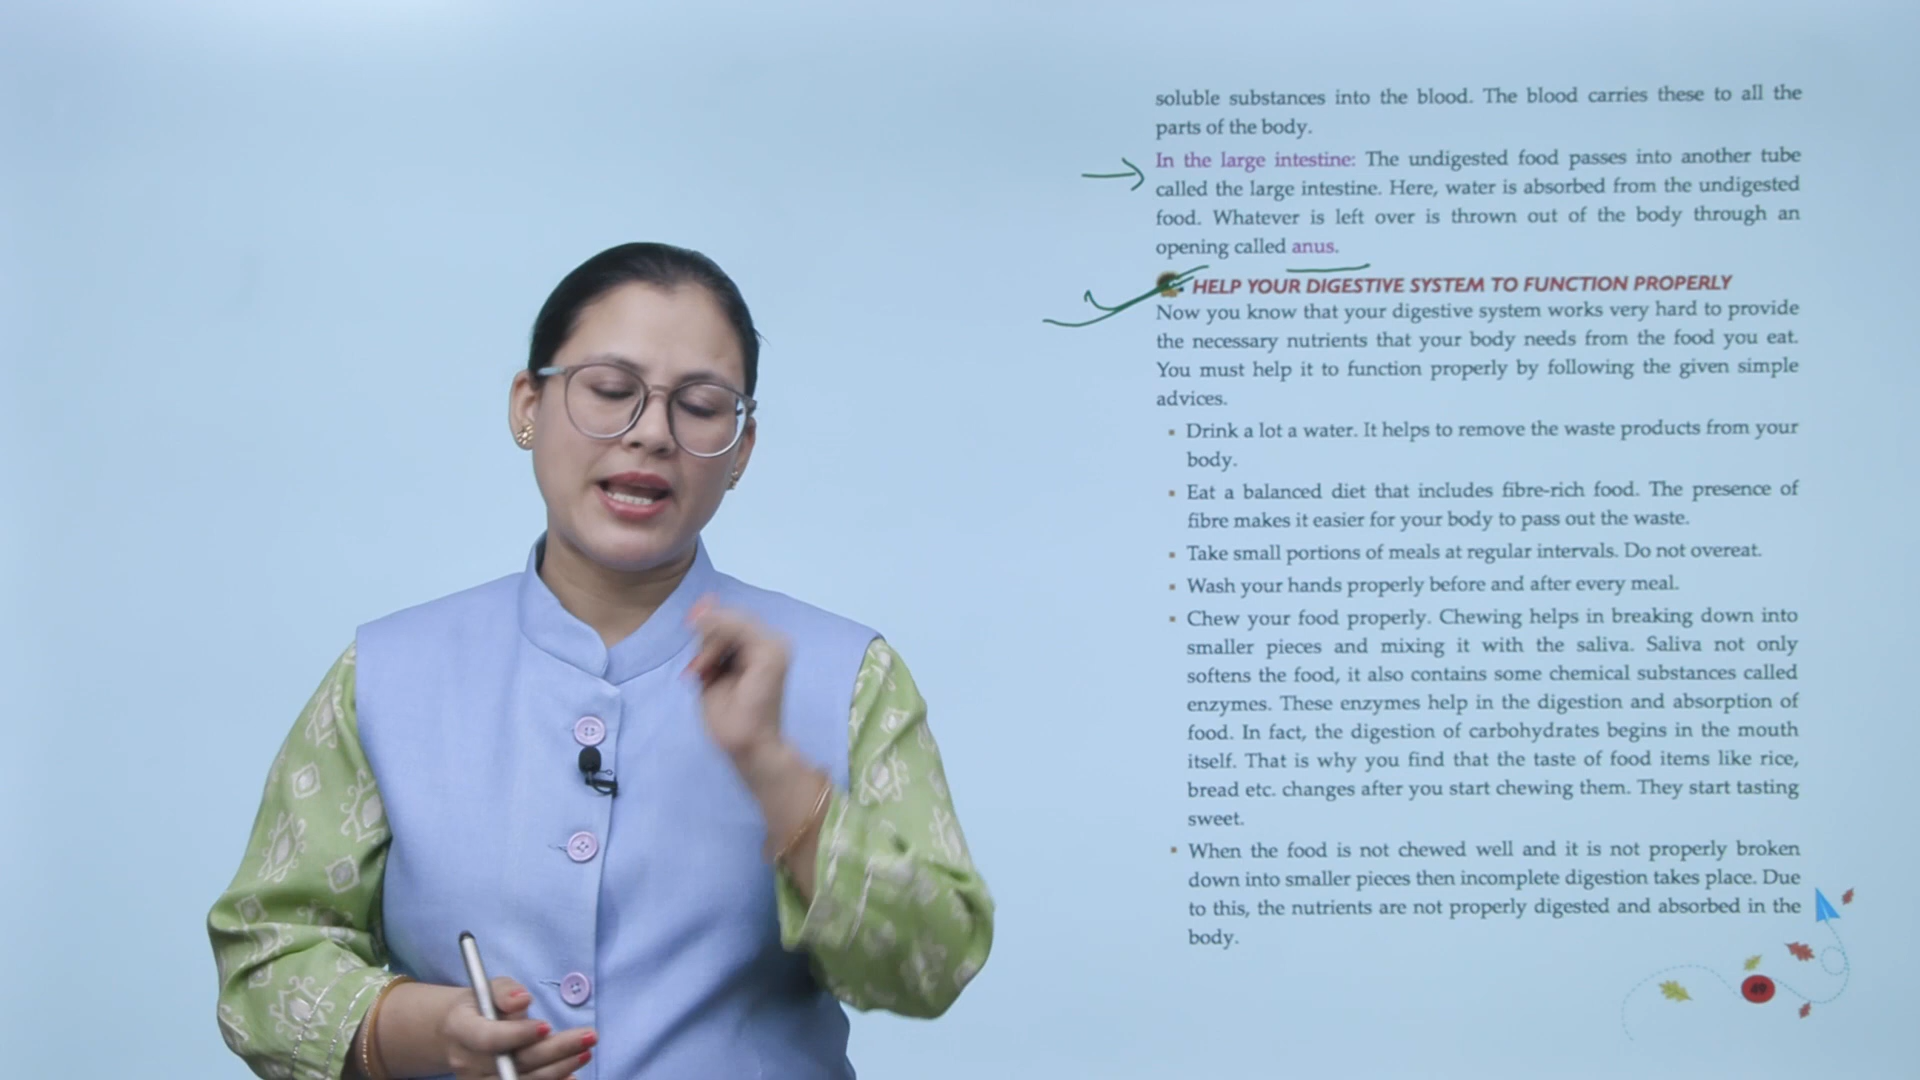 soluble substances into the blood. The blood carries these to all the
parts of the body.
In the large intestine: The undigested food passes into another tube
called the large intestine. Here, water is absorbed from the undigested
food. Whatever is left over is thrown out of the body through an
opening called anus.
HELP YOUR DIGESTIVE SYSTEM TO FUNCTION PROPERLY
Now you know that your digestive system works very hard to provide
the necessary nutrients that your body needs from the food you eat.
You must help it to function properly by following the given simple
advices.
▪ Drink a lot a water. It helps to remove the waste products from your
body.
▪ Eat a balanced diet that includes fibre-rich food. The presence of
fibre makes it easier for your body to pass out the waste.
▪ Take small portions of meals at regular intervals. Do not overeat.
▪ Wash your hands properly before and after every meal.
▪ Chew your food properly. Chewing helps in breaking down into
smaller pieces and mixing it with the saliva. Saliva not only
softens the food, it also contains some chemical substances called
enzymes. These enzymes help in the digestion and absorption of
food. In fact, the digestion of carbohydrates begins in the mouth
itself. That is why you find that the taste of food items like rice,
bread etc. changes after you start chewing them. They start tasting
sweet.
▪ When the food is not chewed well and it is not properly broken
down into smaller pieces then incomplete digestion takes place. Due
to this, the nutrients are not properly digested and absorbed in the
body.
49